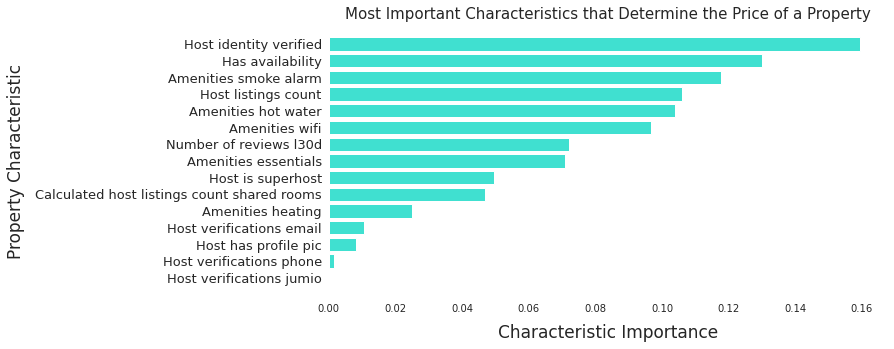 Most Important Characteristics that Determine the Price of a Property
Property Characteristic
Host identity verified
Has availability
Amenities smoke alarm
Host listings count
Amenities hot water
Amenities wifi
Number of reviews l30d
Amenities essentials
Host is superhost
Calculated host listings count shared rooms
Amenities heating
Host verifications email
Host has profile pic
Host verifications phone
Host verifications jumio
0.00 0.02 0.04 0.06 0.08 0.10 0.12 0.14 0.16
Characteristic Importance